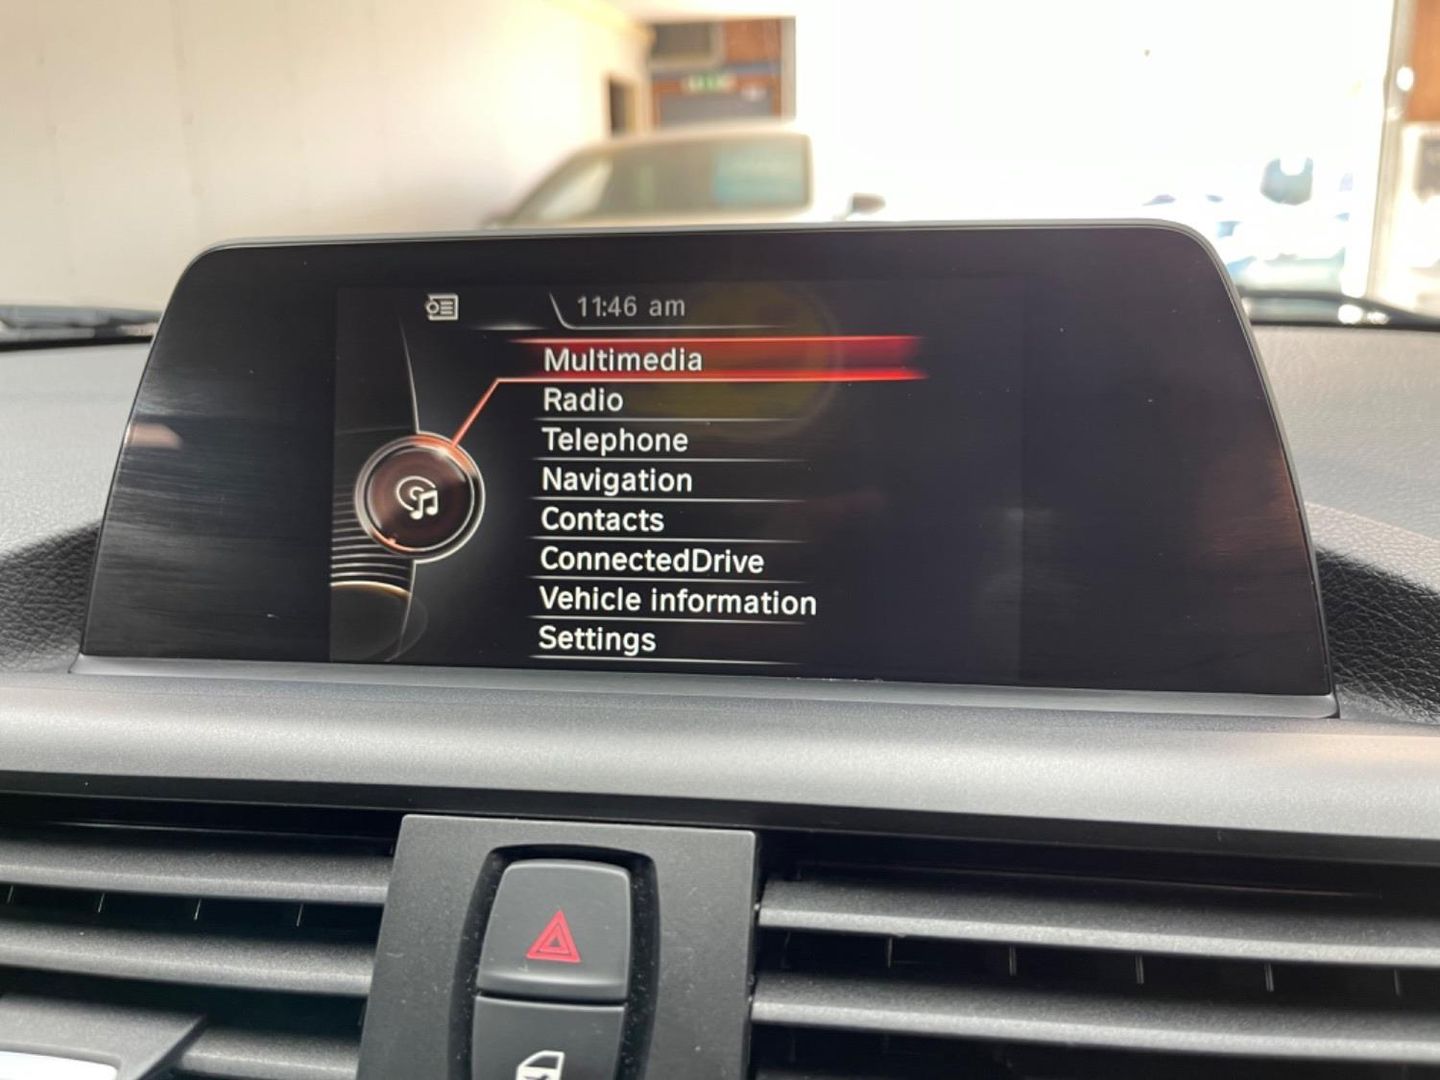 11:46 am
Multimedia
Radio
Telephone
Navigation
Contacts
ConnectedDrive
Vehicle information
Settings